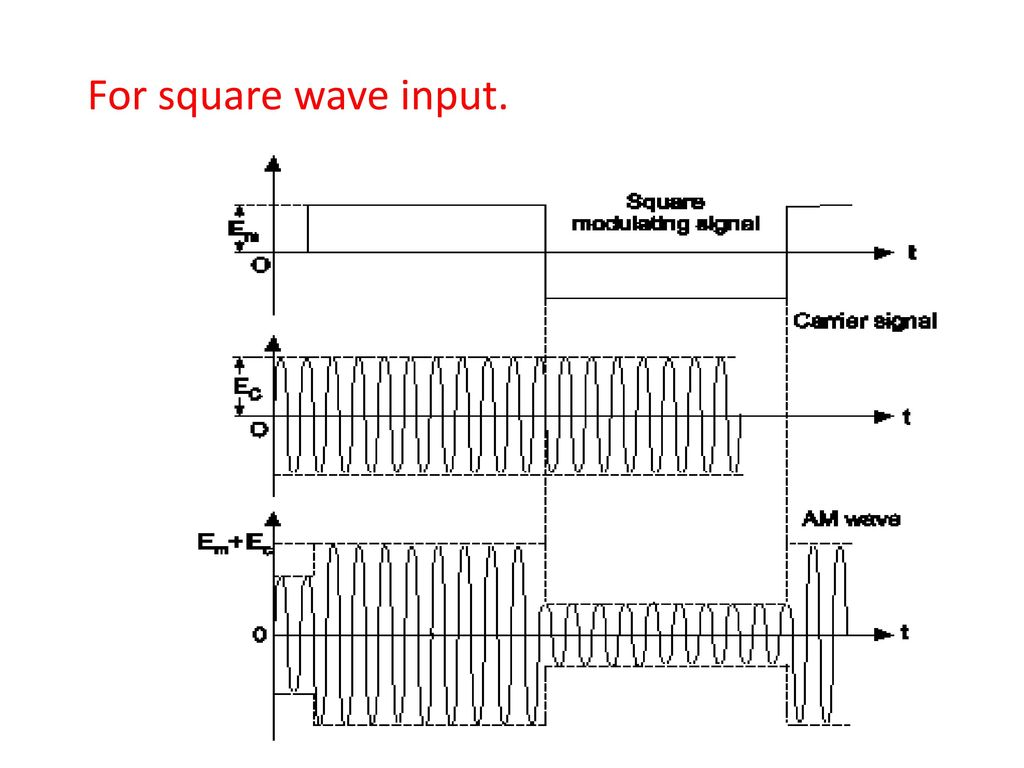 For square wave input.
Square
modulating signal
Em
O
t
Carrier signal
EC
O
t
AM wave
Em+Ec
0
t